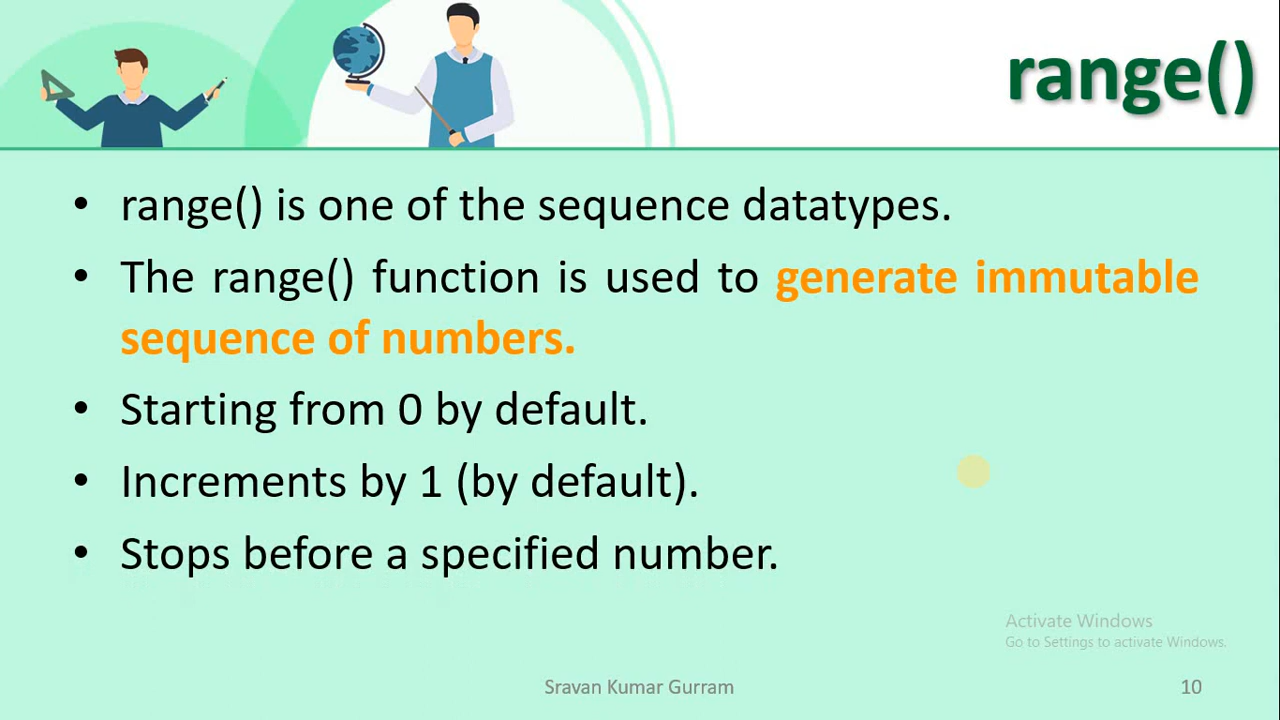 range()
• range() is one of the sequence datatypes.
• The range() function is used to generate immutable
sequence of numbers.
• Starting from 0 by default.
• Increments by 1 (by default).
• Stops before a specified number.
Activate Windows
Go to Settings to activate Windows.
Sravan Kumar Gurram
10